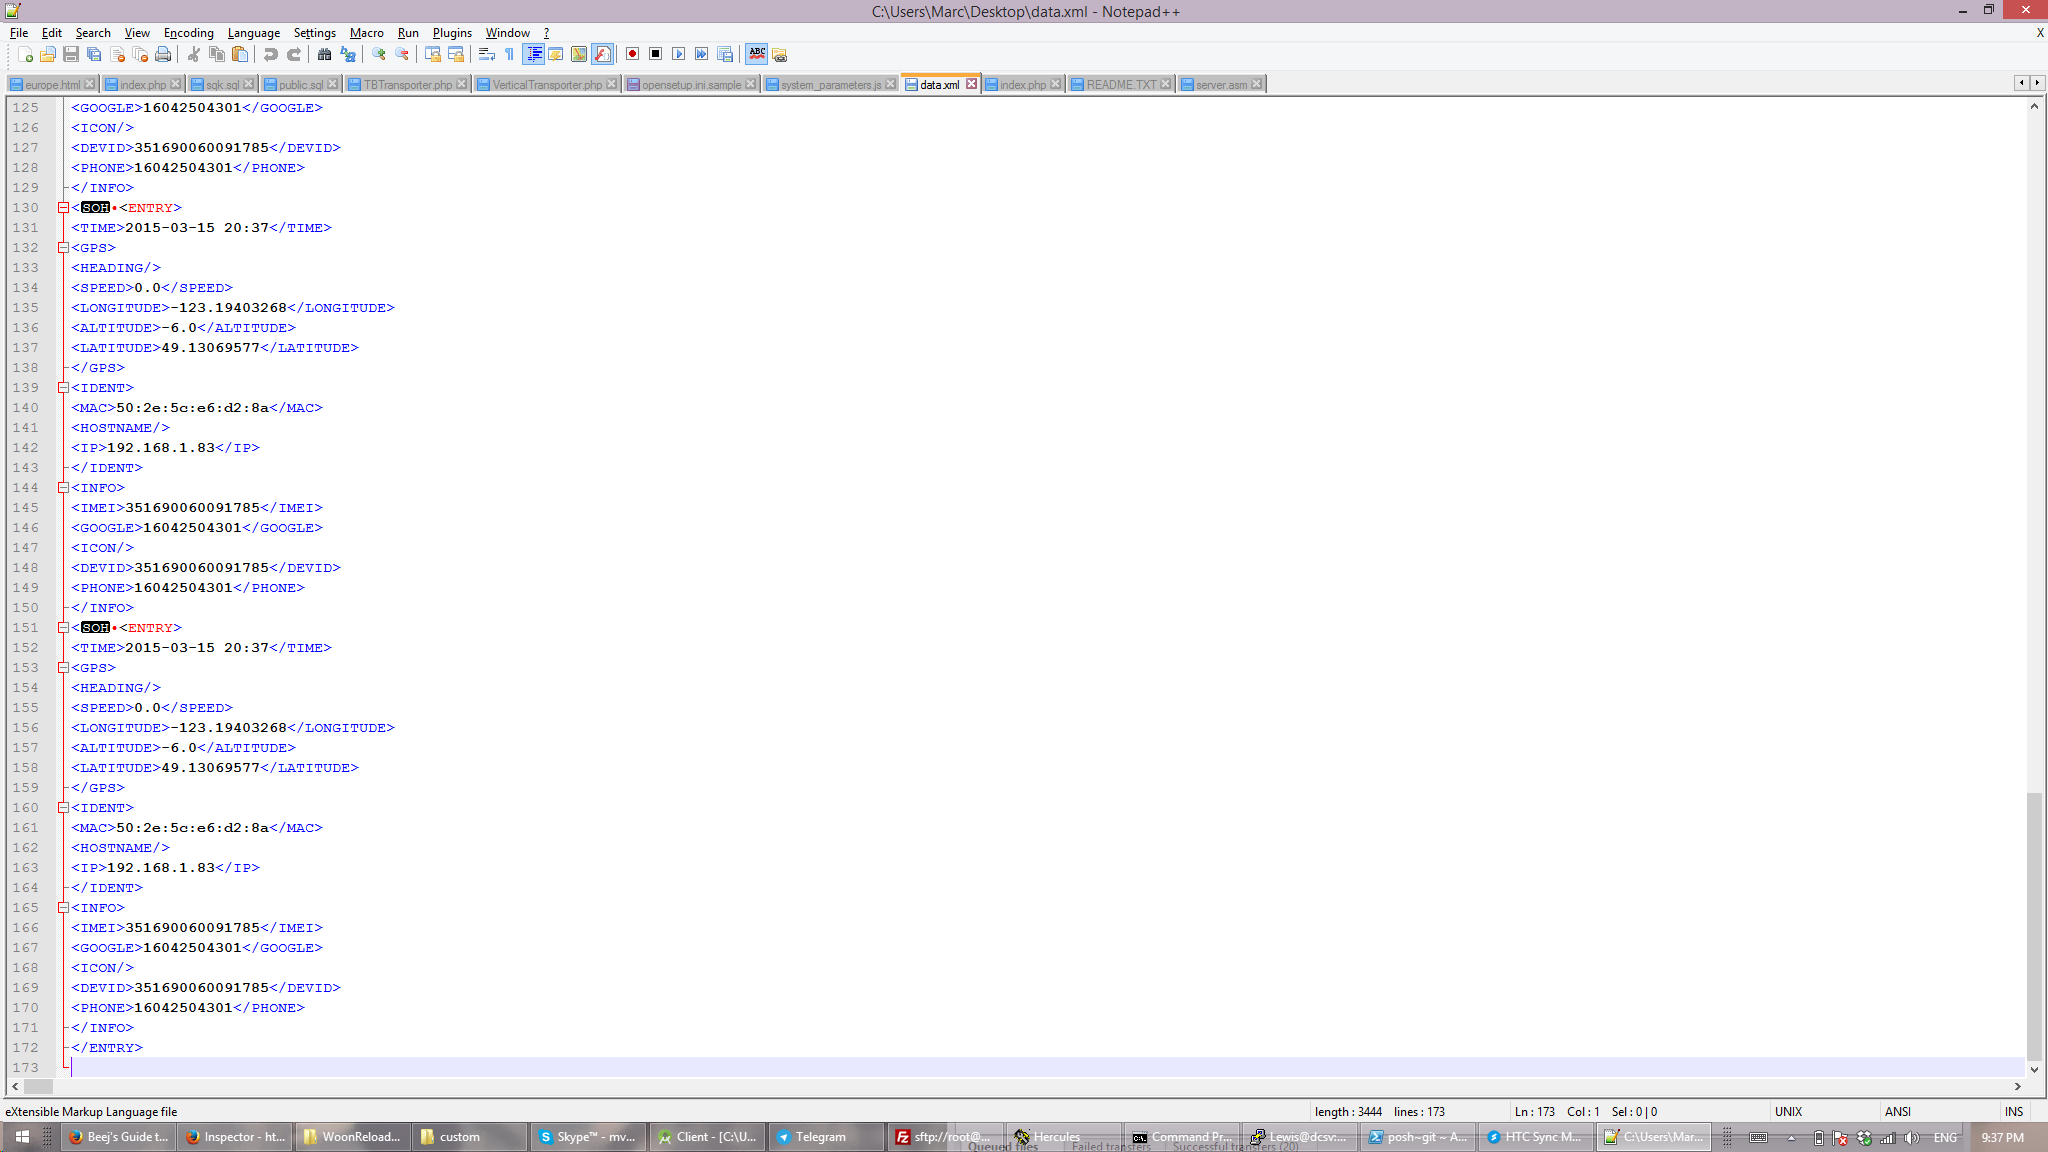 C:\Users\Marc\Desktop\data.xml - Notepad++
File Edit Search View Encoding Language Settings Macro Run Plugins Window ? X
europe.html index.php sqk.sql public.sql TBTransporter.php VerticalTransporter.php opensetup.ini.sample system_parameters.js data.xml index.php README.TXT server.asm
125 <GOOGLE>16042504301</GOOGLE>
126 <ICON/>
127 <DEVID>351690060091785</DEVID>
128 <PHONE>16042504301</PHONE>
129 </INFO>
130 <SOH•<ENTRY>
131 <TIME>2015-03-15 20:37</TIME>
132 <GPS>
133 <HEADING/>
134 <SPEED>0.0</SPEED>
135 <LONGITUDE>-123.19403268</LONGITUDE>
136 <ALTITUDE>-6.0</ALTITUDE>
137 <LATITUDE>49.13069577</LATITUDE>
138 </GPS>
139 <IDENT>
140 <MAC>50:2e:5c:e6:d2:8a</MAC>
141 <HOSTNAME/>
142 <IP>192.168.1.83</IP>
143 </IDENT>
144 <INFO>
145 <IMEI>351690060091785</IMEI>
146 <GOOGLE>16042504301</GOOGLE>
147 <ICON/>
148 <DEVID>351690060091785</DEVID>
149 <PHONE>16042504301</PHONE>
150 </INFO>
151 <SOH•<ENTRY>
152 <TIME>2015-03-15 20:37</TIME>
153 <GPS>
154 <HEADING/>
155 <SPEED>0.0</SPEED>
156 <LONGITUDE>-123.19403268</LONGITUDE>
157 <ALTITUDE>-6.0</ALTITUDE>
158 <LATITUDE>49.13069577</LATITUDE>
159 </GPS>
160 <IDENT>
161 <MAC>50:2e:5c:e6:d2:8a</MAC>
162 <HOSTNAME/>
163 <IP>192.168.1.83</IP>
164 </IDENT>
165 <INFO>
166 <IMEI>351690060091785</IMEI>
167 <GOOGLE>16042504301</GOOGLE>
168 <ICON/>
169 <DEVID>351690060091785</DEVID>
170 <PHONE>16042504301</PHONE>
171 </INFO>
172 </ENTRY>
173
eXtensible Markup Language file length : 3444 lines : 173 Ln : 173 Col : 1 Sel : 0 | 0 UNIX ANSI INS
Beej's Guide t... Inspector - ht... WoonReload... custom Skype™ - mv... Client - [C:\U... Telegram sftp://root@... Hercules Command Pr... Lewis@dcsv:... posh~git ~ A... HTC Sync M... C:\Users\Mar... ENG 9:37 PM
Queued files Failed transfers Successful transfers (20)